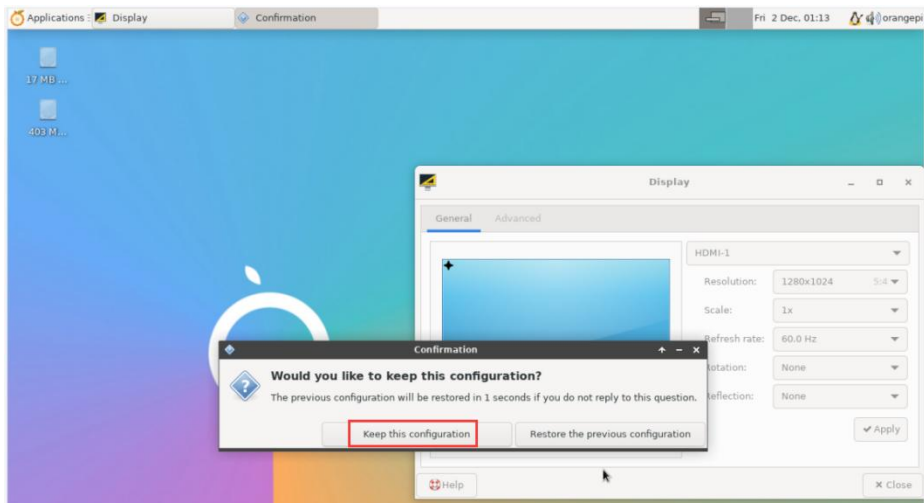 Applications Display Confirmation Fri 2 Dec, 01:13 orangepi
17 MB ...
403 M...
Display
General Advanced
HDMI-1
Resolution: 1280x1024 5:4
Scale: 1x
Refresh rate: 60.0 Hz
Rotation: None
Reflection: None
Apply
Confirmation
Would you like to keep this configuration?
The previous configuration will be restored in 1 seconds if you do not reply to this question.
Keep this configuration Restore the previous configuration
Help Close